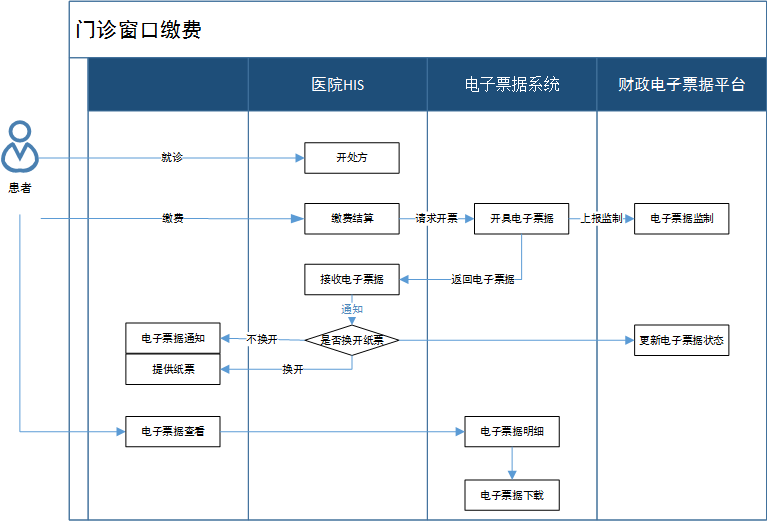 门诊窗口缴费
医院HIS
电子票据系统
财政电子票据平台
患者
就诊
开处方
缴费
缴费结算
请求开票
开具电子票据
上报监制
电子票据监制
接收电子票据
返回电子票据
通知
电子票据通知
不换开
是否换开纸票
更新电子票据状态
提供纸票
换开
电子票据查看
电子票据明细
电子票据下载